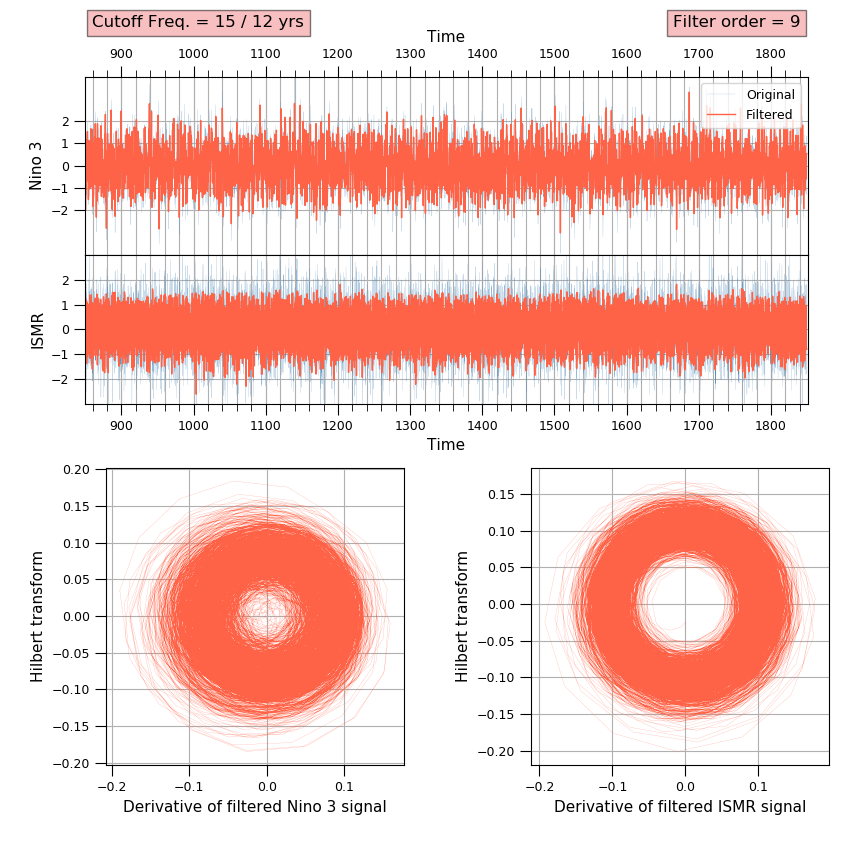 Cutoff Freq. = 15 / 12 yrs
Filter order = 9
Time
900 1000 1100 1200 1300 1400 1500 1600 1700 1800
Original
Filtered
Nino 3
2
1
0
−1
−2
ISMR
2
1
0
−1
−2
900 1000 1100 1200 1300 1400 1500 1600 1700 1800
Time
Hilbert transform
0.20
0.15
0.10
0.05
0.00
−0.05
−0.10
−0.15
−0.20
−0.2 −0.1 0.0 0.1
Derivative of filtered Nino 3 signal
Hilbert transform
0.15
0.10
0.05
0.00
−0.05
−0.10
−0.15
−0.20
−0.2 −0.1 0.0 0.1
Derivative of filtered ISMR signal